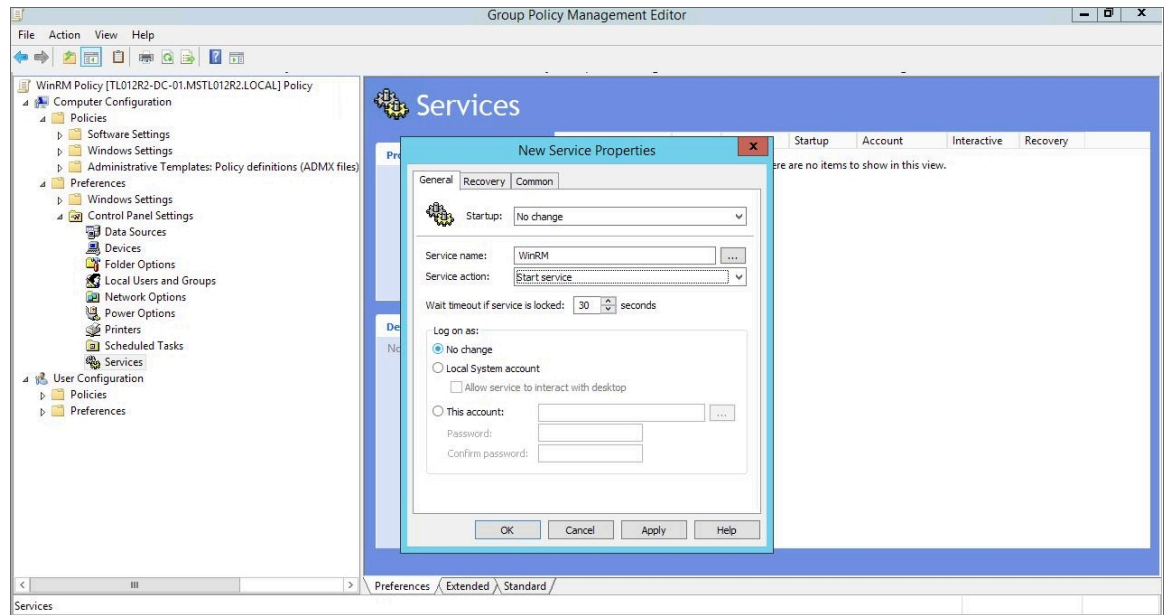 Group Policy Management Editor
File Action View Help
WinRM Policy [TL012R2-DC-01.MSTL012R2.LOCAL] Policy
Computer Configuration
Policies
Software Settings
Windows Settings
Administrative Templates: Policy definitions (ADMX files)
Preferences
Windows Settings
Control Panel Settings
Data Sources
Devices
Folder Options
Local Users and Groups
Network Options
Power Options
Printers
Scheduled Tasks
Services
User Configuration
Policies
Preferences
Services
Startup Account Interactive Recovery
ere are no items to show in this view.
Pr
De
No
New Service Properties
x
General Recovery Common
Startup: No change
Service name: WinRM ...
Service action: Start service
Wait timeout if service is locked: 30 seconds
Log on as:
No change
Local System account
Allow service to interact with desktop
This account: ...
Password:
Confirm password:
OK Cancel Apply Help
Preferences Extended Standard
Services